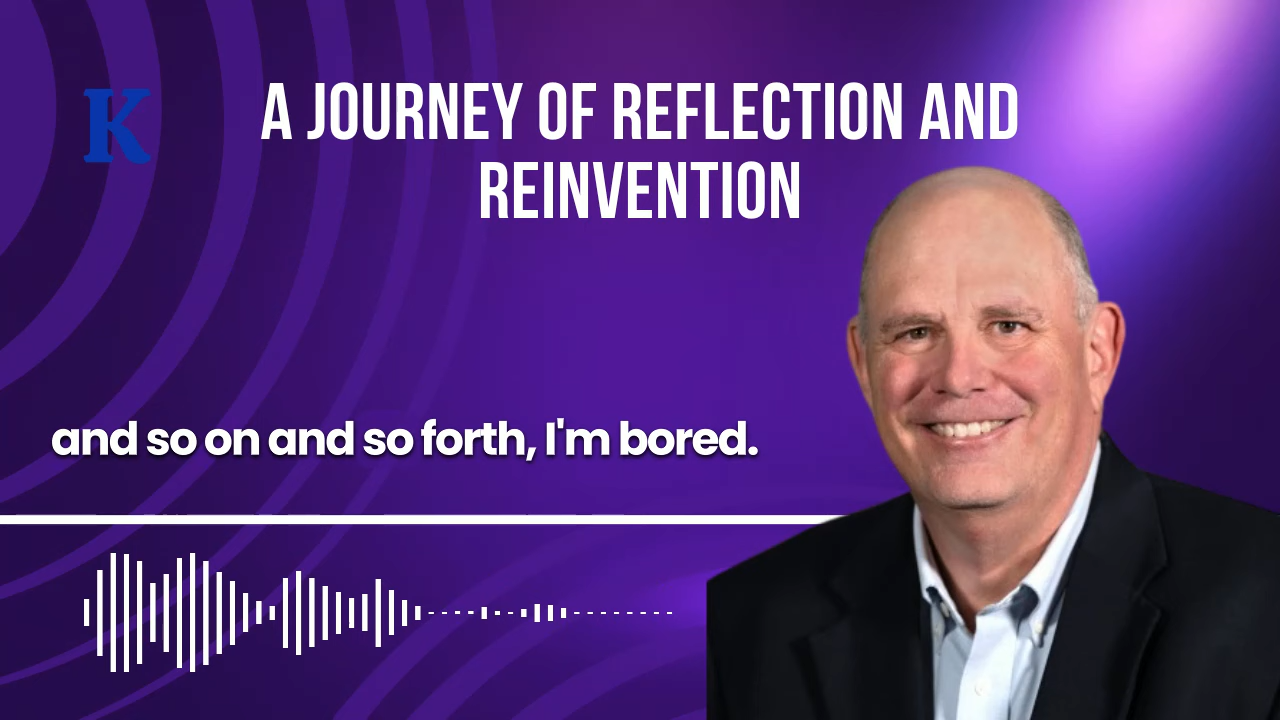 K
A JOURNEY OF REFLECTION AND
REINVENTION
and so on and so forth, I'm bored.